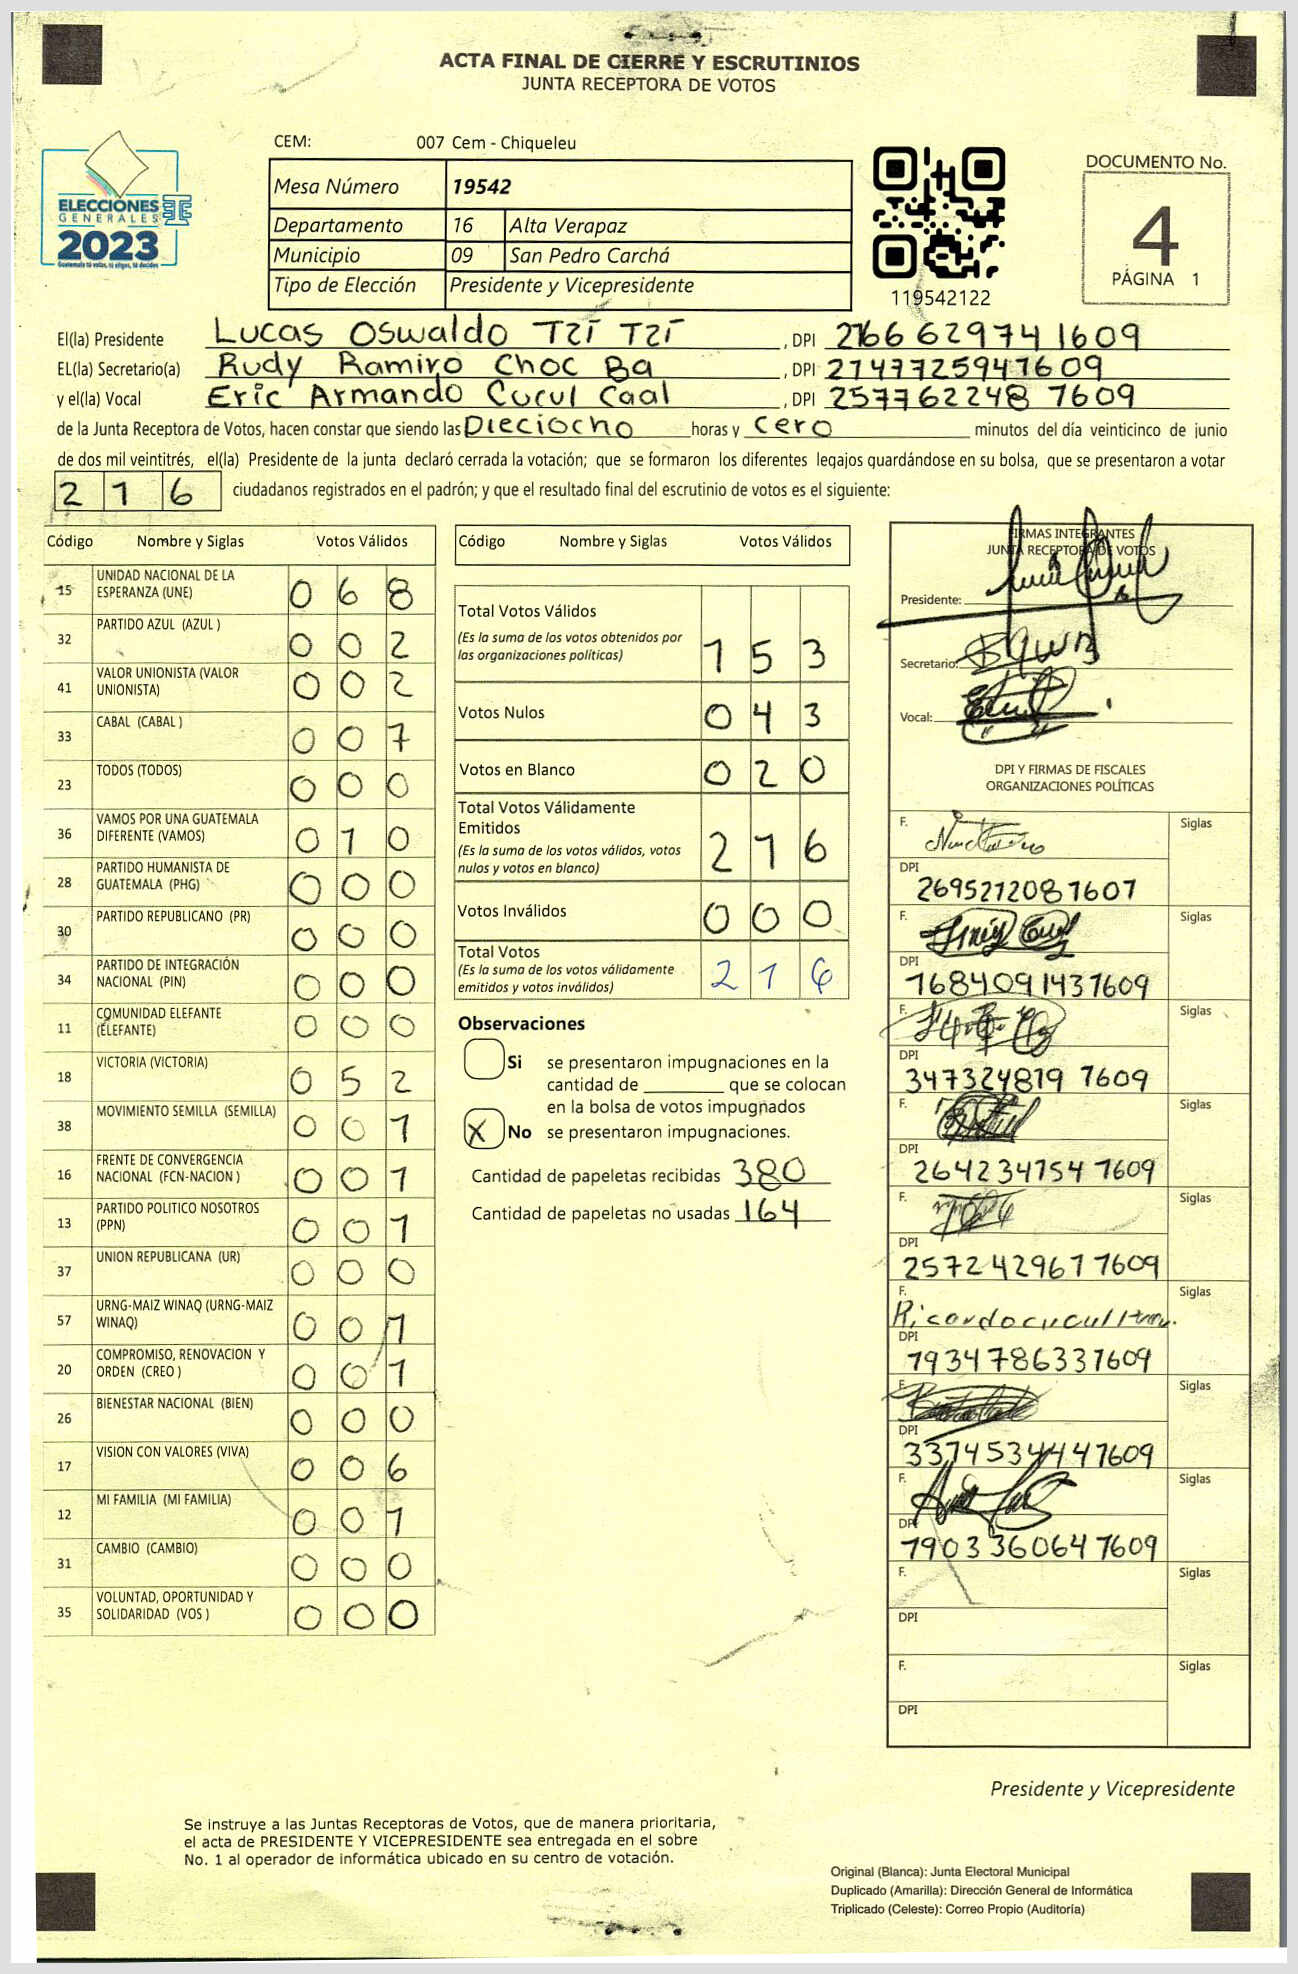 ACTA FINAL DE CIERRE Y ESCRUTINIOS
JUNTA RECEPTORA DE VOTOS
ELECCIONES
GENERALES
2023
Guatemala tú votas, tú eliges, tú decides
CEM: 007 Cem - Chiqueleu
Mesa Número 19542
Departamento 16 Alta Verapaz
Municipio 09 San Pedro Carchá
Tipo de Elección Presidente y Vicepresidente
119542122
DOCUMENTO No.
4
PÁGINA 1
El(la) Presidente Lucas Oswaldo Tzí Tzí , DPI 2166629741609
EL(la) Secretario(a) Rudy Ramiro Choc Ba , DPI 2147725941609
y el(la) Vocal Eric Armando Cucul Caal , DPI 2577622481609
de la Junta Receptora de Votos, hacen constar que siendo las Dieciocho horas y cero minutos del día veinticinco de junio
de dos mil veintitrés, el(la) Presidente de la junta declaró cerrada la votación; que se formaron los diferentes legajos guardándose en su bolsa, que se presentaron a votar
216 ciudadanos registrados en el padrón; y que el resultado final del escrutinio de votos es el siguiente:
Código Nombre y Siglas Votos Válidos
15 UNIDAD NACIONAL DE LA ESPERANZA (UNE) 0 6 8
32 PARTIDO AZUL (AZUL ) 0 0 2
41 VALOR UNIONISTA (VALOR UNIONISTA) 0 0 2
33 CABAL (CABAL ) 0 0 7
23 TODOS (TODOS) 0 0 0
36 VAMOS POR UNA GUATEMALA DIFERENTE (VAMOS) 0 1 0
28 PARTIDO HUMANISTA DE GUATEMALA (PHG) 0 0 0
30 PARTIDO REPUBLICANO (PR) 0 0 0
34 PARTIDO DE INTEGRACIÓN NACIONAL (PIN) 0 0 0
11 COMUNIDAD ELEFANTE (ELEFANTE) 0 0 0
18 VICTORIA (VICTORIA) 0 5 2
38 MOVIMIENTO SEMILLA (SEMILLA) 0 0 1
16 FRENTE DE CONVERGENCIA NACIONAL (FCN-NACION ) 0 0 1
13 PARTIDO POLITICO NOSOTROS (PPN) 0 0 1
37 UNION REPUBLICANA (UR) 0 0 0
57 URNG-MAIZ WINAQ (URNG-MAIZ WINAQ) 0 0 1
20 COMPROMISO, RENOVACION Y ORDEN (CREO ) 0 0 1
26 BIENESTAR NACIONAL (BIEN) 0 0 0
17 VISION CON VALORES (VIVA) 0 0 6
12 MI FAMILIA (MI FAMILIA) 0 0 1
31 CAMBIO (CAMBIO) 0 0 0
35 VOLUNTAD, OPORTUNIDAD Y SOLIDARIDAD (VOS ) 0 0 0
Código Nombre y Siglas Votos Válidos
Total Votos Válidos
(Es la suma de los votos obtenidos por
las organizaciones políticas) 1 5 3
Votos Nulos 0 4 3
Votos en Blanco 0 2 0
Total Votos Válidamente
Emitidos
(Es la suma de los votos válidos, votos
nulos y votos en blanco) 2 1 6
Votos Inválidos 0 0 0
Total Votos
(Es la suma de los votos válidamente
emitidos y votos inválidos) 2 1 6
Observaciones
Si se presentaron impugnaciones en la
cantidad de ________ que se colocan
en la bolsa de votos impugnados
X No se presentaron impugnaciones.
Cantidad de papeletas recibidas 380
Cantidad de papeletas no usadas 164
FIRMAS INTEGRANTES
JUNTA RECEPTORA DE VOTOS
Presidente:
Secretario:
Vocal:
DPI Y FIRMAS DE FISCALES
ORGANIZACIONES POLÍTICAS
F. Siglas
DPI 2695212081607
F. Siglas
DPI 1684091431609
F. Siglas
DPI 3473248191609
F. Siglas
DPI 2642341541609
F. Siglas
DPI 2572429671609
F. Siglas
DPI 1934786331609
F. Siglas
DPI 3374534441609
F. Siglas
DPI 1903360641609
F. Siglas
DPI
F. Siglas
DPI
Presidente y Vicepresidente
Se instruye a las Juntas Receptoras de Votos, que de manera prioritaria,
el acta de PRESIDENTE Y VICEPRESIDENTE sea entregada en el sobre
No. 1 al operador de informática ubicado en su centro de votación.
Original (Blanca): Junta Electoral Municipal
Duplicado (Amarilla): Dirección General de Informática
Triplicado (Celeste): Correo Propio (Auditoría)